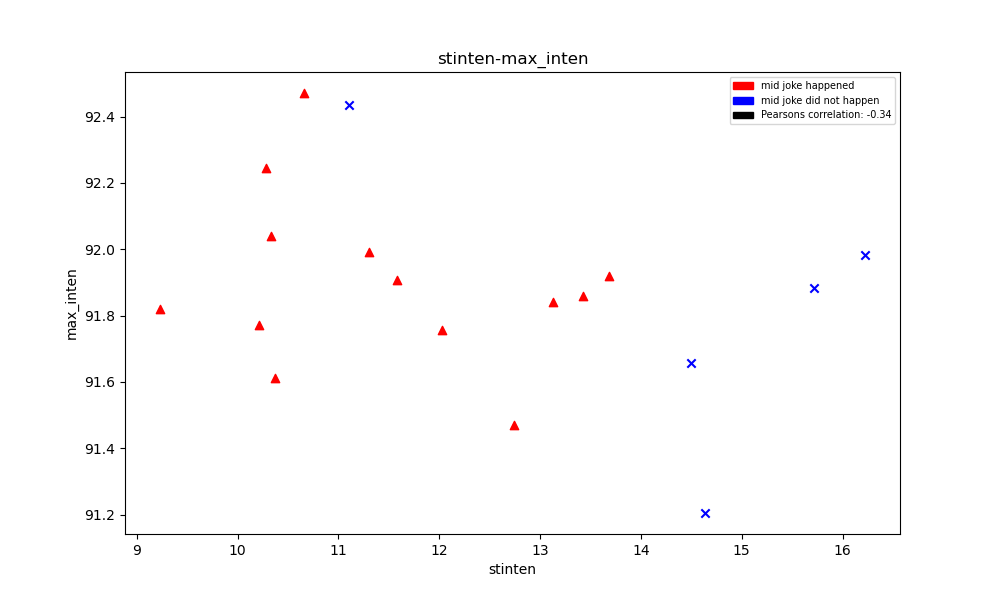 stinten-max_inten
mid joke happened
mid joke did not happen
Pearsons correlation: -0.34
92.4
92.2
92.0
91.8
91.6
91.4
91.2
max_inten
9 10 11 12 13 14 15 16
stinten